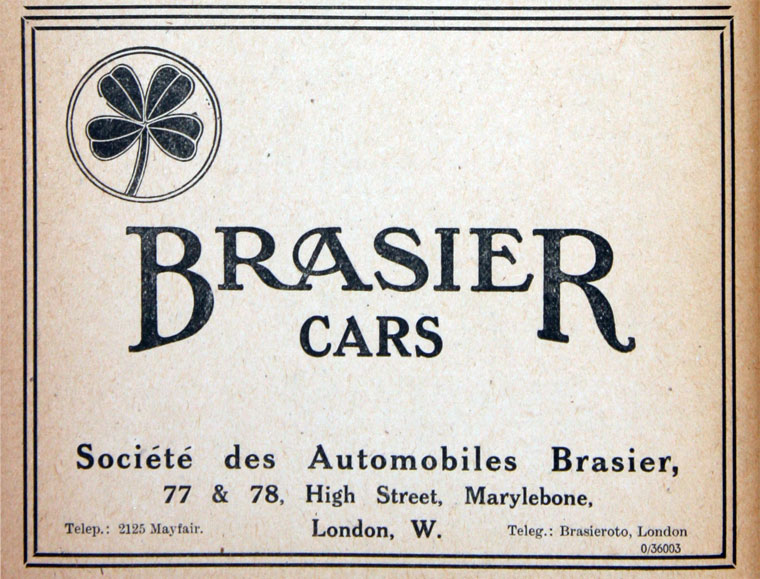 BRASIER
CARS
Société des Automobiles Brasier,
77 & 78, High Street, Marylebone,
Telep.: 2125 Mayfair. London, W. Teleg.: Brasieroto, London
0/36003